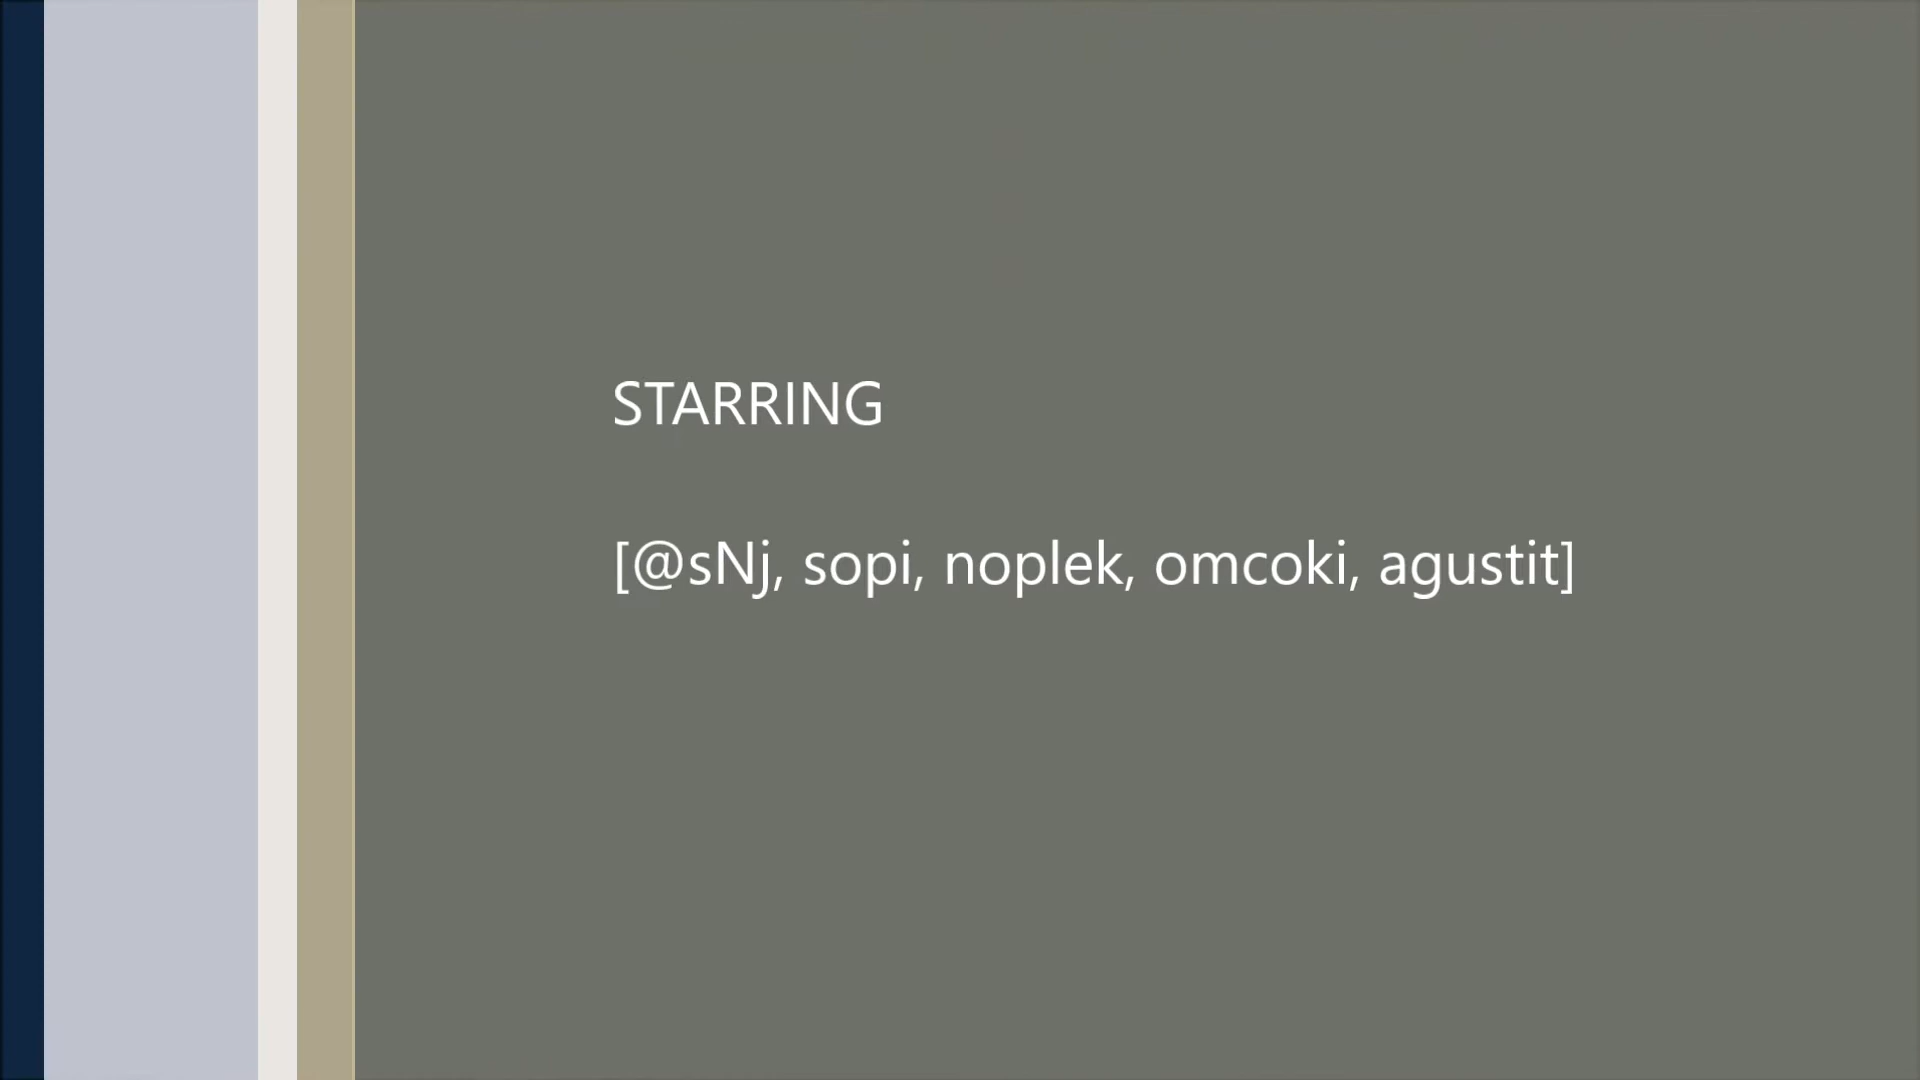 STARRING
[@sNj, sopi, noplek, omcoki, agustit]